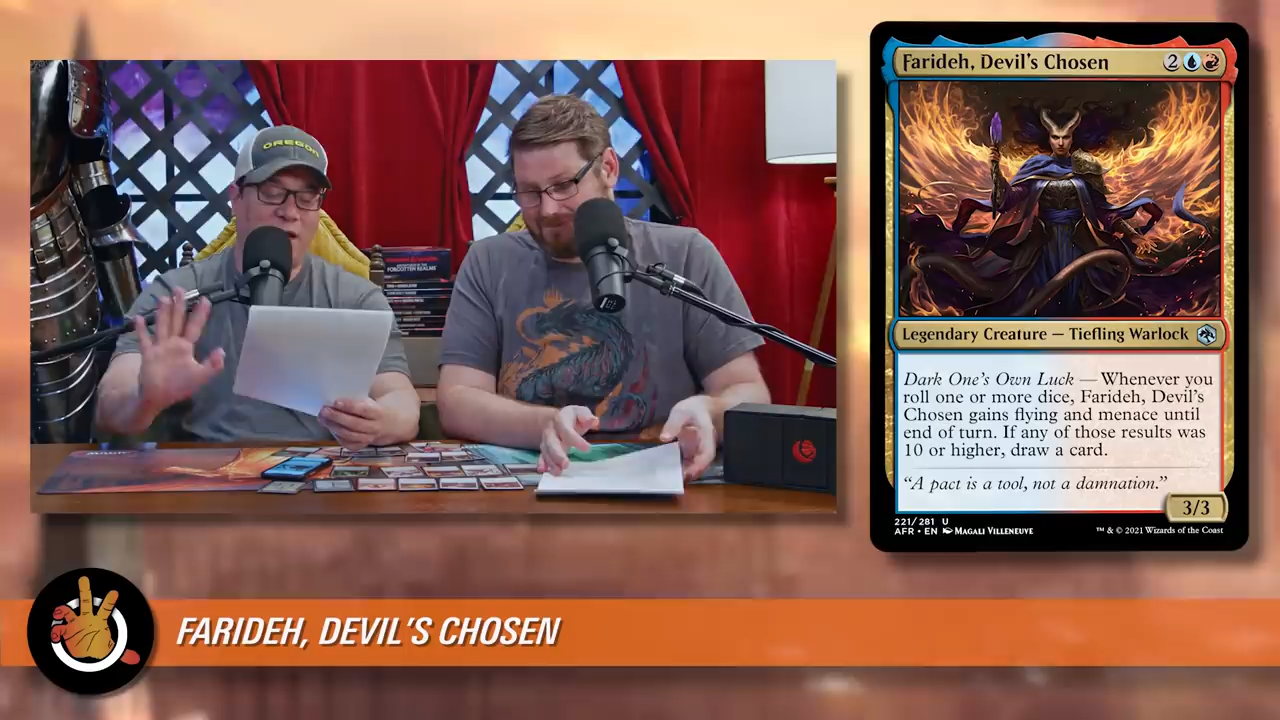 Farideh, Devil's Chosen
2
OREGON
FORGOTTEN REALMS
Legendary Creature — Tiefling Warlock
Dark One's Own Luck — Whenever you
roll one or more dice, Farideh, Devil's
Chosen gains flying and menace until
end of turn. If any of those results was
10 or higher, draw a card.
“A pact is a tool, not a damnation.”
3/3
221/281 U
AFR • EN MAGALI VILLENEUVE
™ & © 2021 Wizards of the Coast
FARIDEH, DEVIL'S CHOSEN